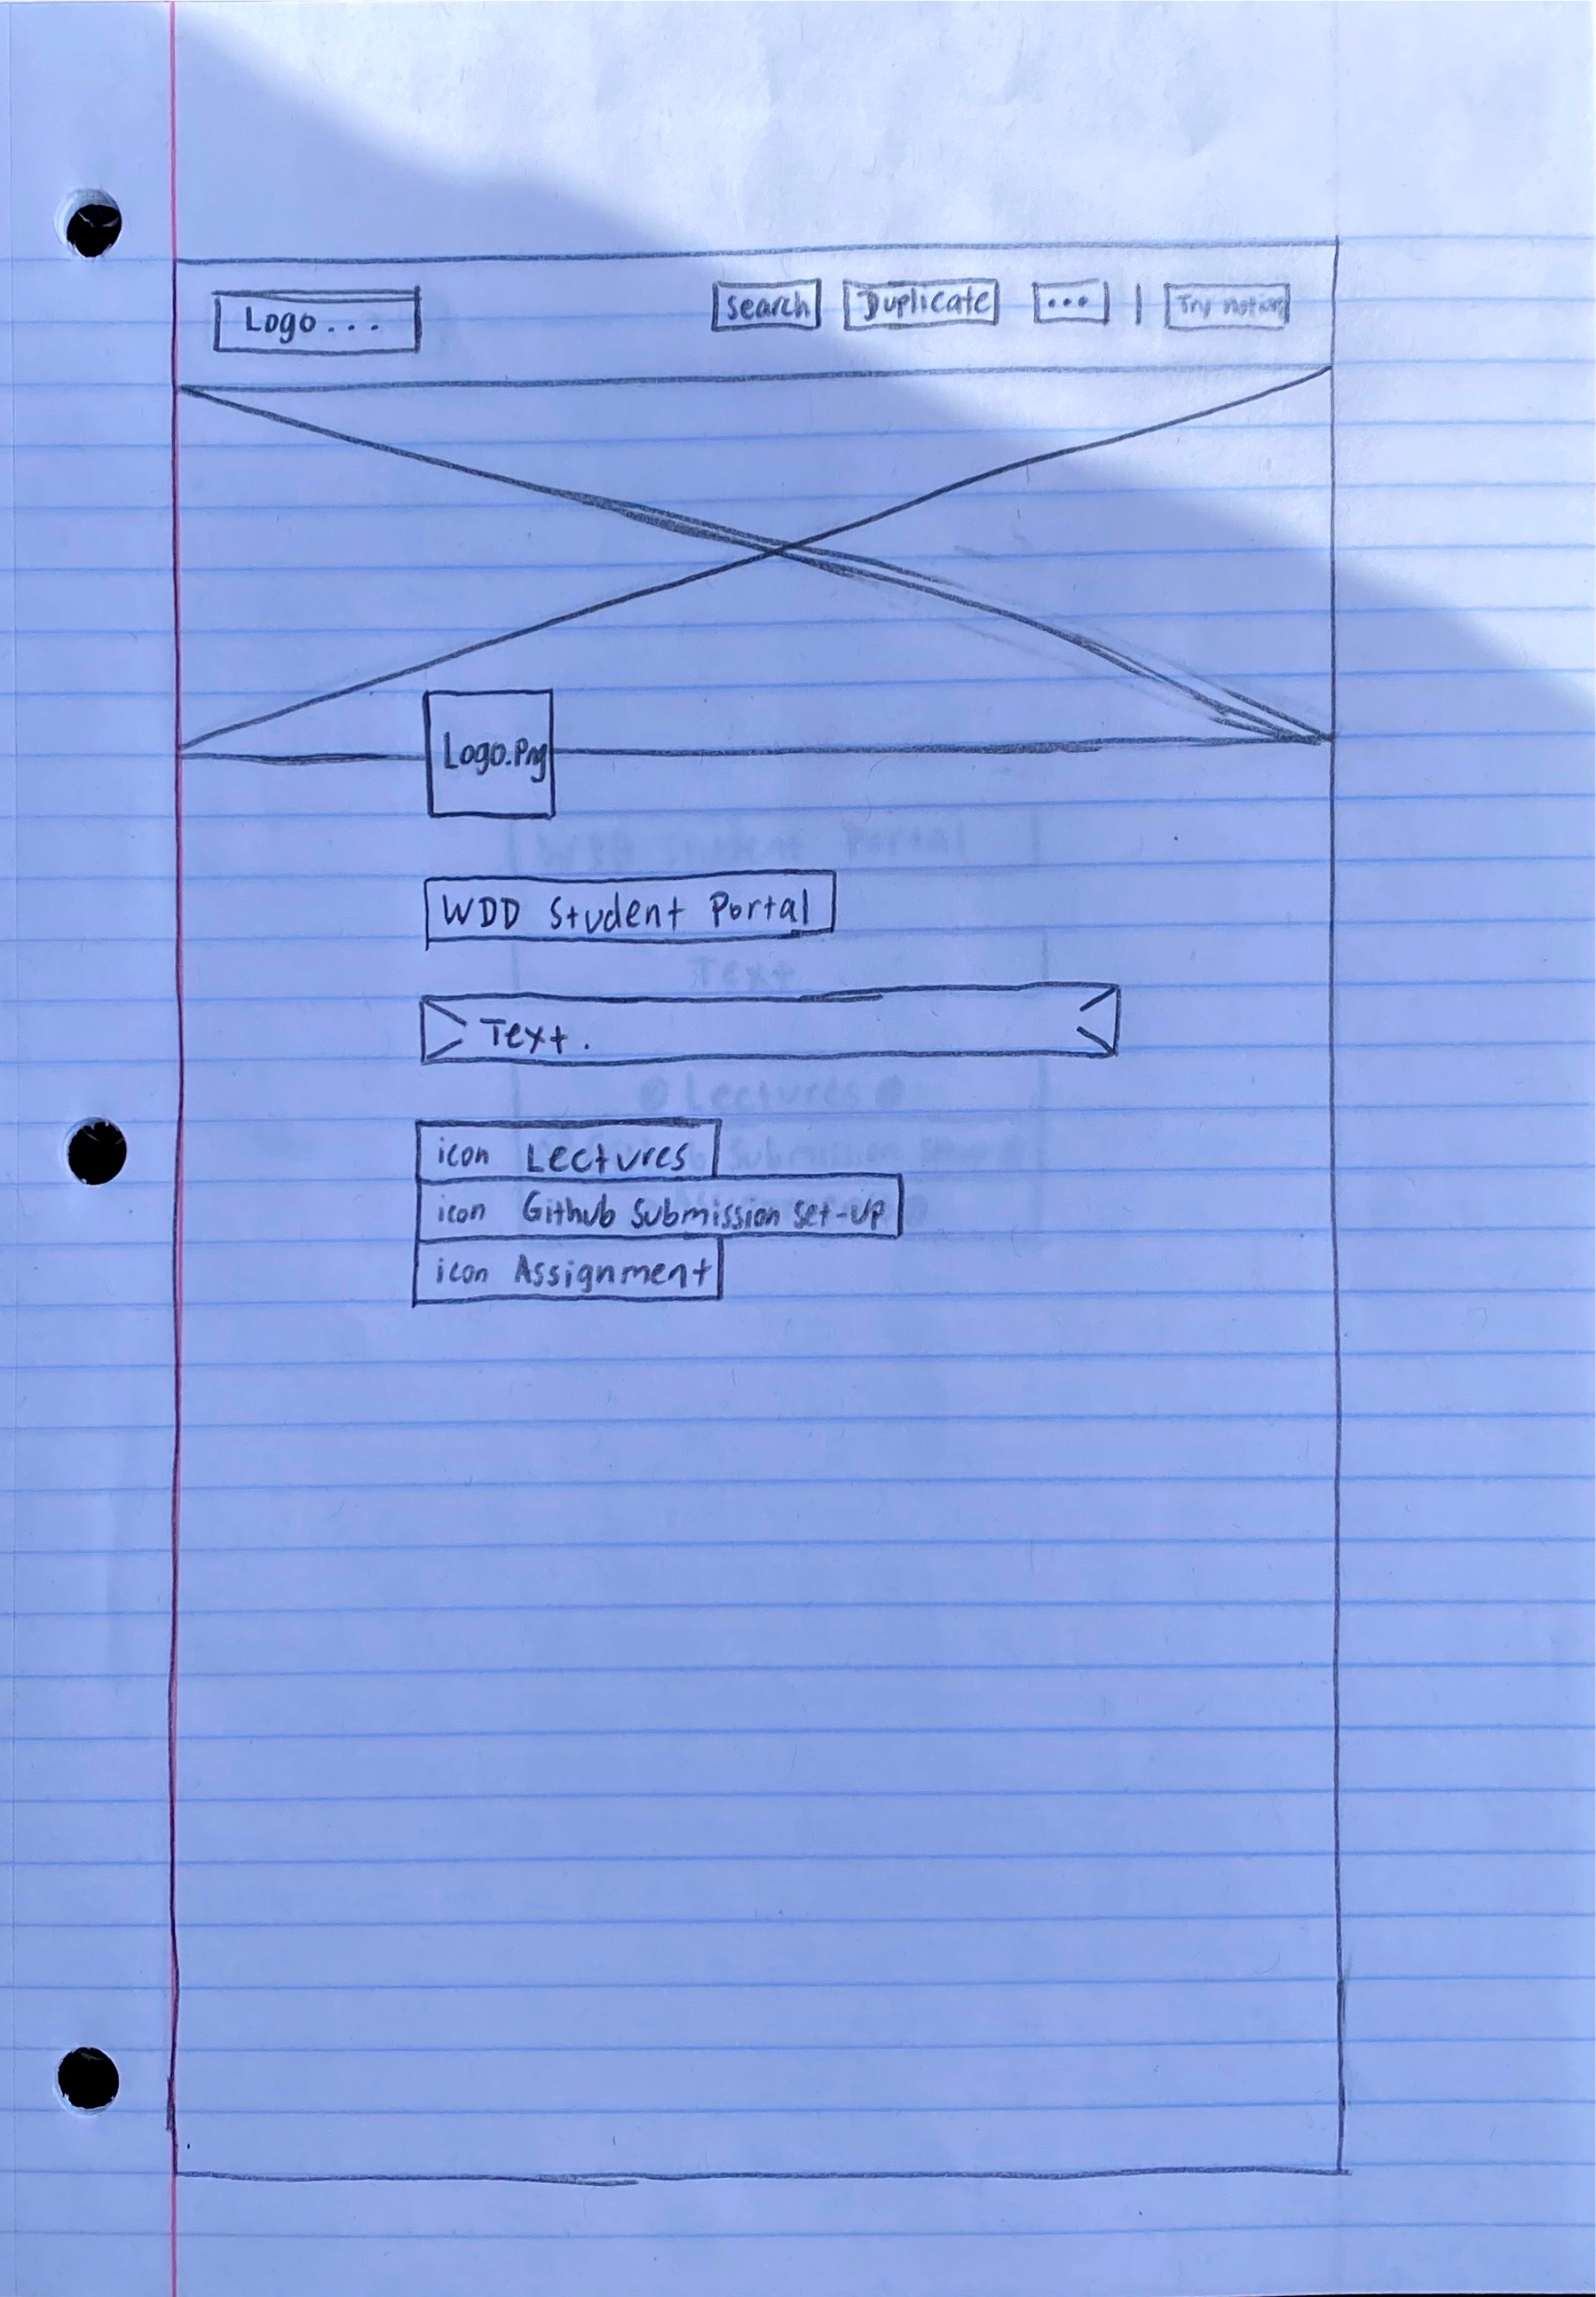 Logo...
Search Duplicate ... | Try notion
Logo.Png
WDD Student Portal
Text.
icon Lectures
icon Github Submission Set-Up
icon Assignment